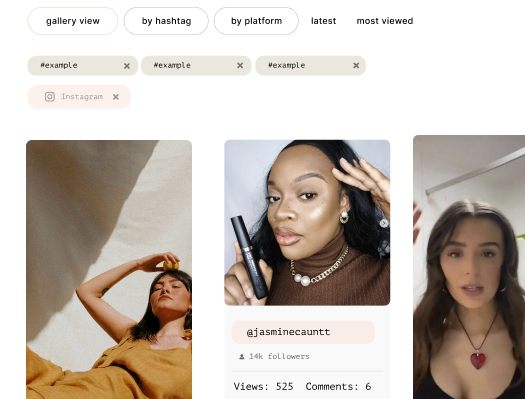 gallery view by hashtag by platform latest most viewed
#example × #example × #example ×
Instagram ×
@jasminecauntt
14k followers
Views: 525 Comments: 6